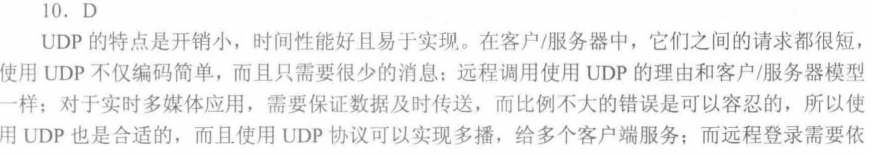 10. D
UDP 的特点是开销小，时间性能好且易于实现。在客户/服务器中，它们之间的请求都很短，
使用 UDP 不仅编码简单，而且只需要很少的消息；远程调用使用 UDP 的理由和客户/服务器模型
一样；对于实时多媒体应用，需要保证数据及时传送，而比例不大的错误是可以容忍的，所以使
用 UDP 也是合适的，而且使用 UDP 协议可以实现多播，给多个客户端服务；而远程登录需要依